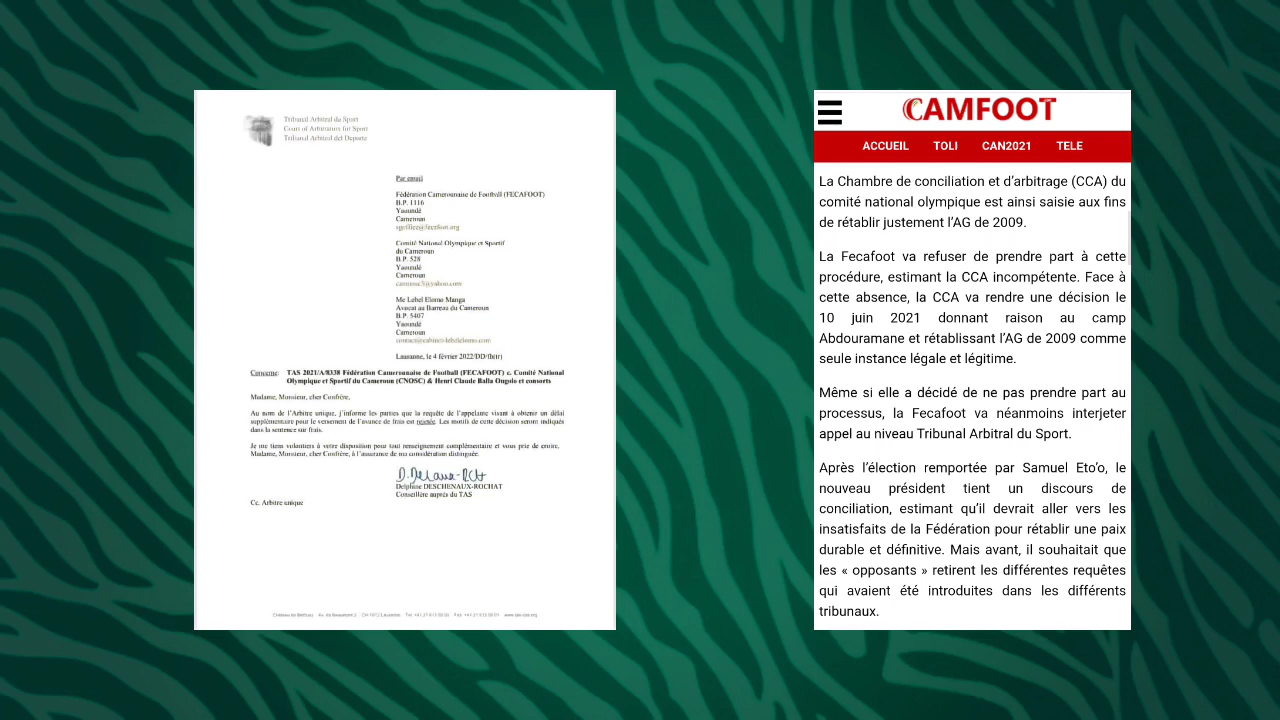 Tribunal Arbitral du Sport
Court of Arbitration for Sport
Tribunal Arbitral del Deporte
Par email
Fédération Camerounaise de Football (FECAFOOT)
B.P. 1116
Yaoundé
Cameroun
Comité National Olympique et Sportif
du Cameroun
B.P. 528
Yaoundé
Cameroun
Me Lebel Elomo Manga
Avocat au Barreau du Cameroun
B.P. 5407
Yaoundé
Cameroun
Lausanne, le 4 février 2022/DD/
Concerne: TAS 2021/A/8338 Fédération Camerounaise de Football (FECAFOOT) c. Comité National
Olympique et Sportif du Cameroun (CNOSC) & Henri Claude Balla Ongolo et consorts
Madame, Monsieur, cher Confrère,
Au nom de l'Arbitre unique, j'informe les parties que la requête de l'appelante visant à obtenir un délai
supplémentaire pour le versement de l'avance de frais est rejetée. Les motifs de cette décision seront indiqués
dans la sentence sur frais.
Je me tiens volontiers à votre disposition pour tout renseignement complémentaire et vous prie de croire,
Madame, Monsieur, cher Confrère, à l'assurance de ma considération distinguée.
Delphine DESCHENAUX-ROCHAT
Conseillère auprès du TAS
Cc. Arbitre unique
CAMFOOT
ACCUEIL TOLI CAN2021 TELE
La Chambre de conciliation et d'arbitrage (CCA) du
comité national olympique est ainsi saisie aux fins
de rétablir justement l'AG de 2009.
La Fecafoot va refuser de prendre part à cette
procédure, estimant la CCA incompétente. Face à
cette absence, la CCA va rendre une décision le
10 juin 2021 donnant raison au camp
Abdouraman et rétablissant l'AG de 2009 comme
seule instance légale et légitime.
Même si elle a décidé de ne pas prendre part au
processus, la Fecafoot va néanmoins interjeter
appel au niveau Tribunal Arbitral du Sport.
Après l'élection remportée par Samuel Eto'o, le
nouveau président tient un discours de
conciliation, estimant qu'il devrait aller vers les
insatisfaits de la Fédération pour rétablir une paix
durable et définitive. Mais avant, il souhaitait que
les « opposants » retirent les différentes requêtes
qui avaient été introduites dans les différents
tribunaux.